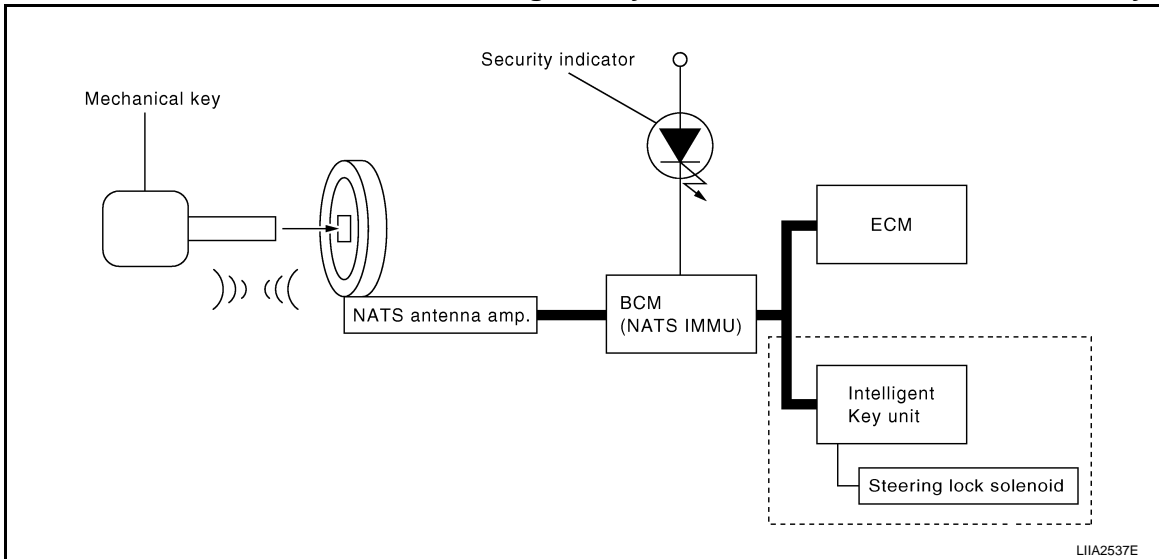 Security indicator
Mechanical key
ECM
BCM
(NATS IMMU)
NATS antenna amp.
Intelligent
Key unit
Steering lock solenoid
LIIA2537E